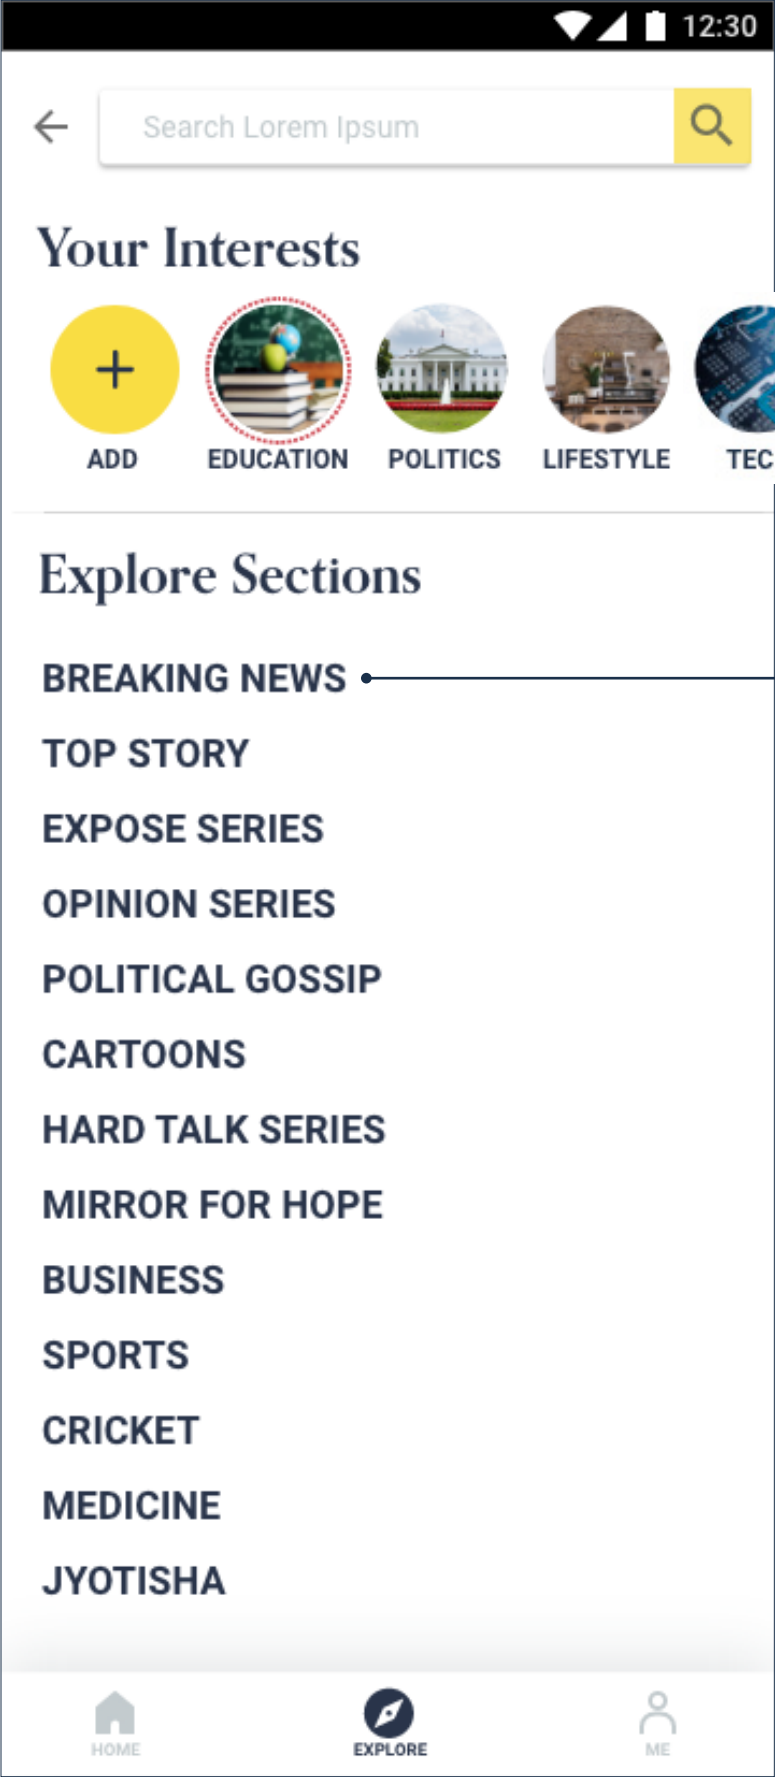 12:30
Search Lorem Ipsum
Your Interests
ADD EDUCATION POLITICS LIFESTYLE TEC
Explore Sections
BREAKING NEWS
TOP STORY
EXPOSE SERIES
OPINION SERIES
POLITICAL GOSSIP
CARTOONS
HARD TALK SERIES
MIRROR FOR HOPE
BUSINESS
SPORTS
CRICKET
MEDICINE
JYOTISHA
HOME EXPLORE ME